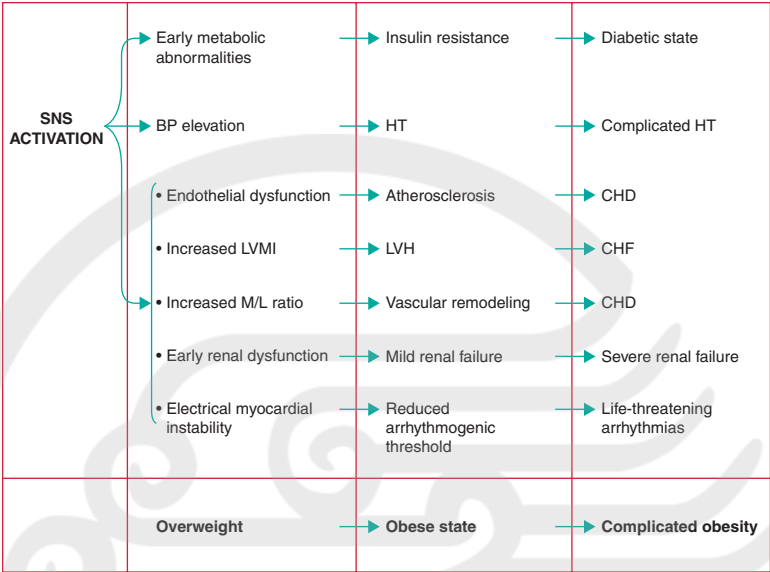 Early metabolic abnormalities
Insulin resistance
Diabetic state
SNS ACTIVATION
BP elevation
HT
Complicated HT
• Endothelial dysfunction
Atherosclerosis
CHD
• Increased LVMI
LVH
CHF
• Increased M/L ratio
Vascular remodeling
CHD
• Early renal dysfunction
Mild renal failure
Severe renal failure
• Electrical myocardial instability
Reduced arrhythmogenic threshold
Life-threatening arrhythmias
Overweight
Obese state
Complicated obesity